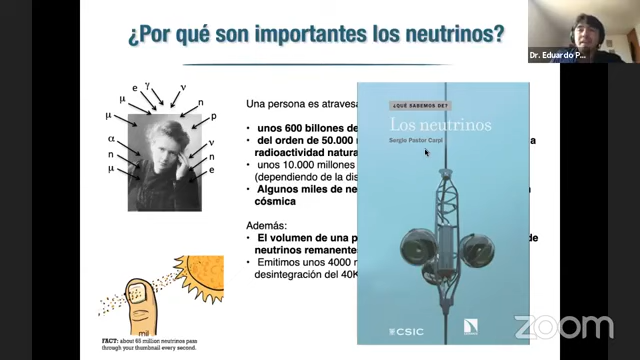 ¿Por qué son importantes los neutrinos?
Dr. Eduardo P...
e γ ν
μ n
μ p
α ν
n n
μ e
Una persona es atravesa
unos 600 billones de
del orden de 50.000
radioactividad natura
unos 10.000 millones
(dependiendo de la dis
Algunos miles de ne
cósmica
Además:
El volumen de una p
neutrinos remanente
Emitimos unos 4000
desintegración del 40K
a
de
¿QUÉ SABEMOS DE?
Los neutrinos
Sergio Pastor Carpi
CSIC
mil
FACT: about 65 million neutrinos pass
through your thumbnail every second.
zoom